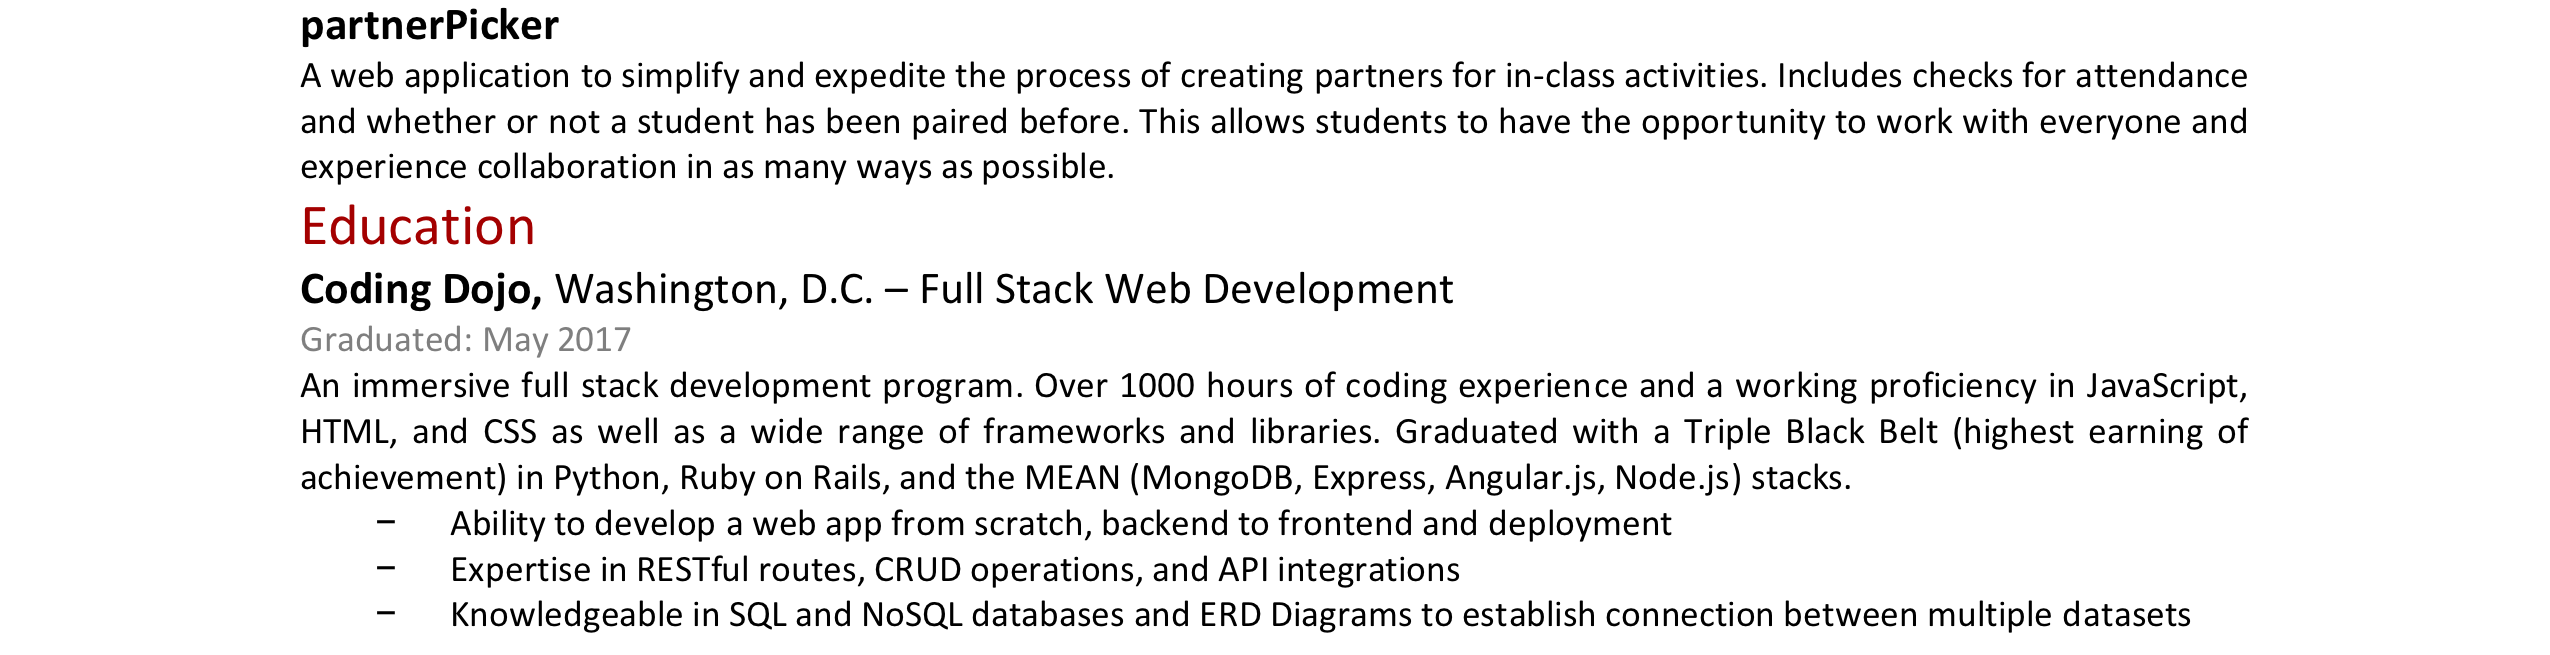 partnerPicker
A web application to simplify and expedite the process of creating partners for in-class activities. Includes checks for attendance
and whether or not a student has been paired before. This allows students to have the opportunity to work with everyone and
experience collaboration in as many ways as possible.
Education
Coding Dojo, Washington, D.C. – Full Stack Web Development
Graduated: May 2017
An immersive full stack development program. Over 1000 hours of coding experience and a working proficiency in JavaScript,
HTML, and CSS as well as a wide range of frameworks and libraries. Graduated with a Triple Black Belt (highest earning of
achievement) in Python, Ruby on Rails, and the MEAN (MongoDB, Express, Angular.js, Node.js) stacks.
− Ability to develop a web app from scratch, backend to frontend and deployment
− Expertise in RESTful routes, CRUD operations, and API integrations
− Knowledgeable in SQL and NoSQL databases and ERD Diagrams to establish connection between multiple datasets